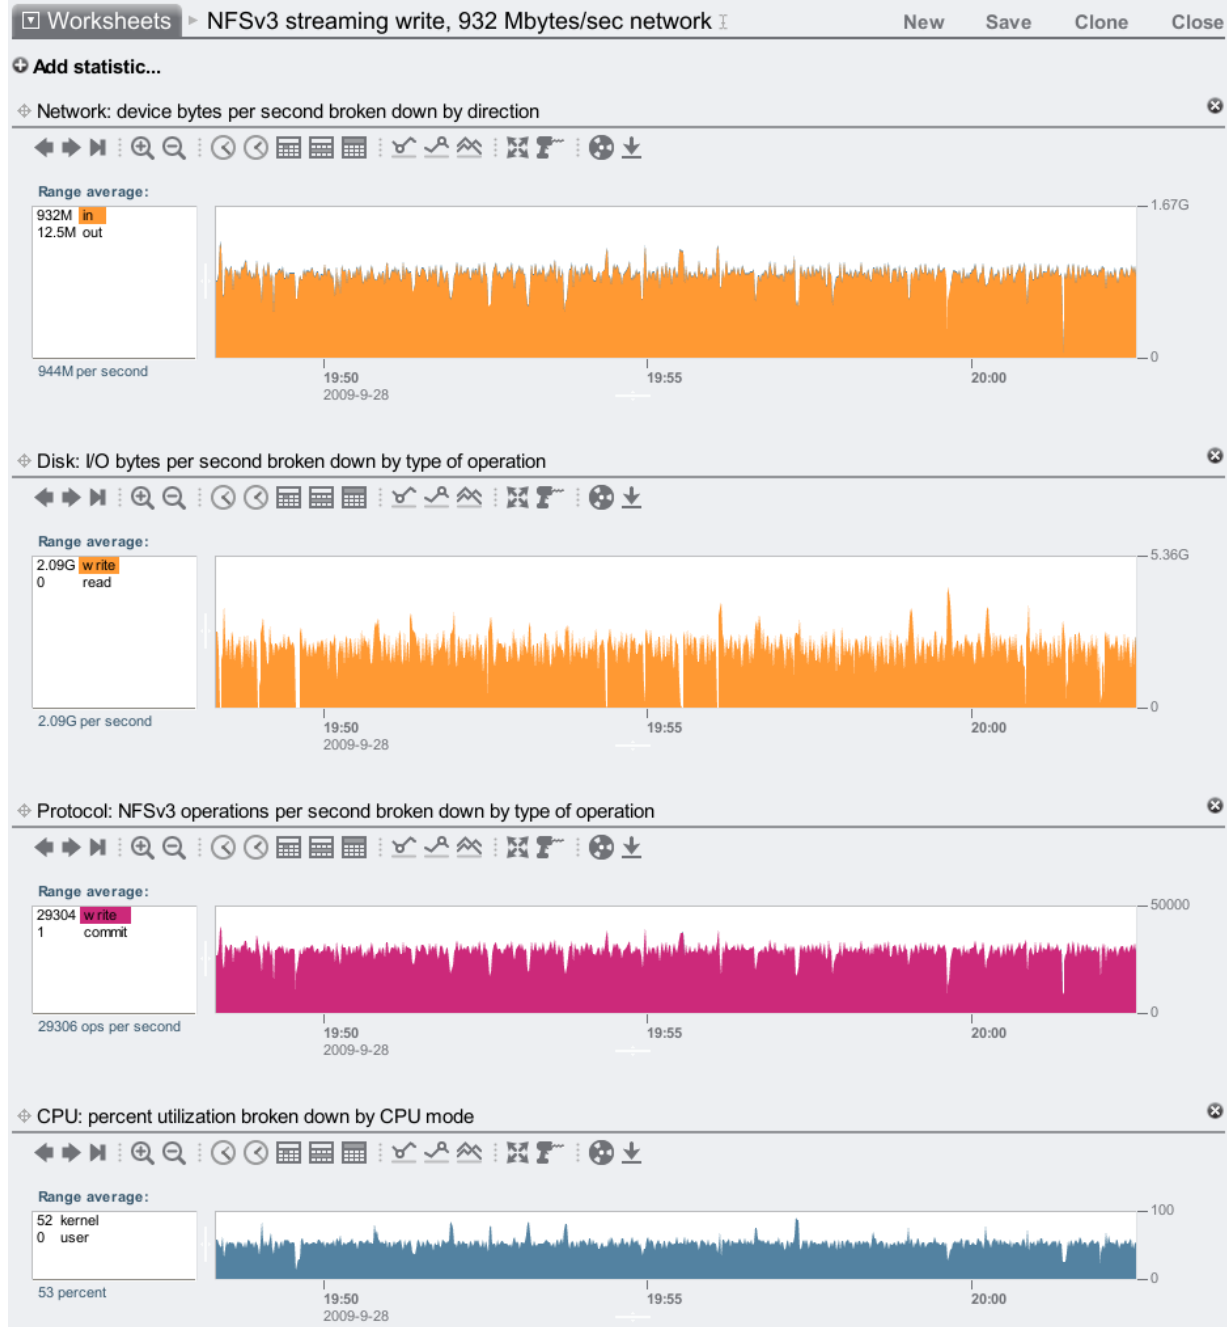 Worksheets NFSv3 streaming write, 932 Mbytes/sec network New Save Clone Close
Add statistic...
Network: device bytes per second broken down by direction
Range average:
932M in
12.5M out
944M per second
1.67G
0
19:50 19:55 20:00
2009-9-28
Disk: I/O bytes per second broken down by type of operation
Range average:
2.09G write
0 read
2.09G per second
5.36G
0
19:50 19:55 20:00
2009-9-28
Protocol: NFSv3 operations per second broken down by type of operation
Range average:
29304 write
1 commit
29306 ops per second
50000
0
19:50 19:55 20:00
2009-9-28
CPU: percent utilization broken down by CPU mode
Range average:
52 kernel
0 user
53 percent
100
0
19:50 19:55 20:00
2009-9-28